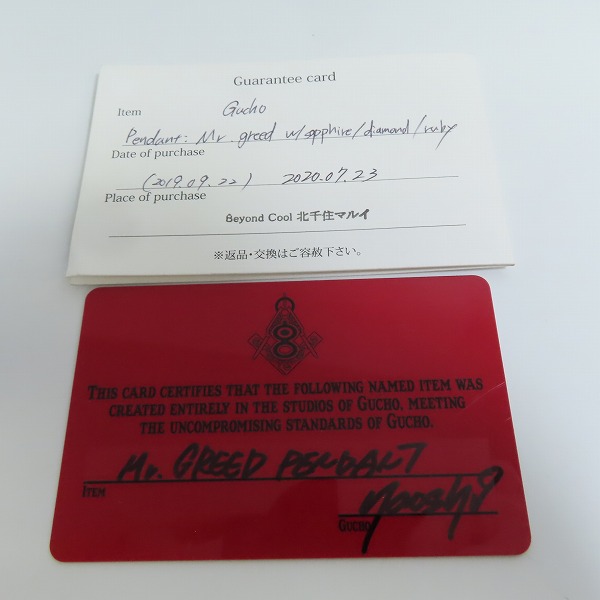 Guarantee card
Item Gucho
Pendant: Mr. greed w/sapphire/diamond/ruby
Date of purchase
(2019.09.22) 2020.07.23
Place of purchase
Beyond Cool 北千住マルイ
※返品・交換はご容赦下さい。
THIS CARD CERTIFIES THAT THE FOLLOWING NAMED ITEM WAS
CREATED ENTIRELY IN THE STUDIOS OF GUCHO, MEETING
THE UNCOMPROMISING STANDARDS OF GUCHO.
Mr. GREED PENDANT
ITEM
GUCHO